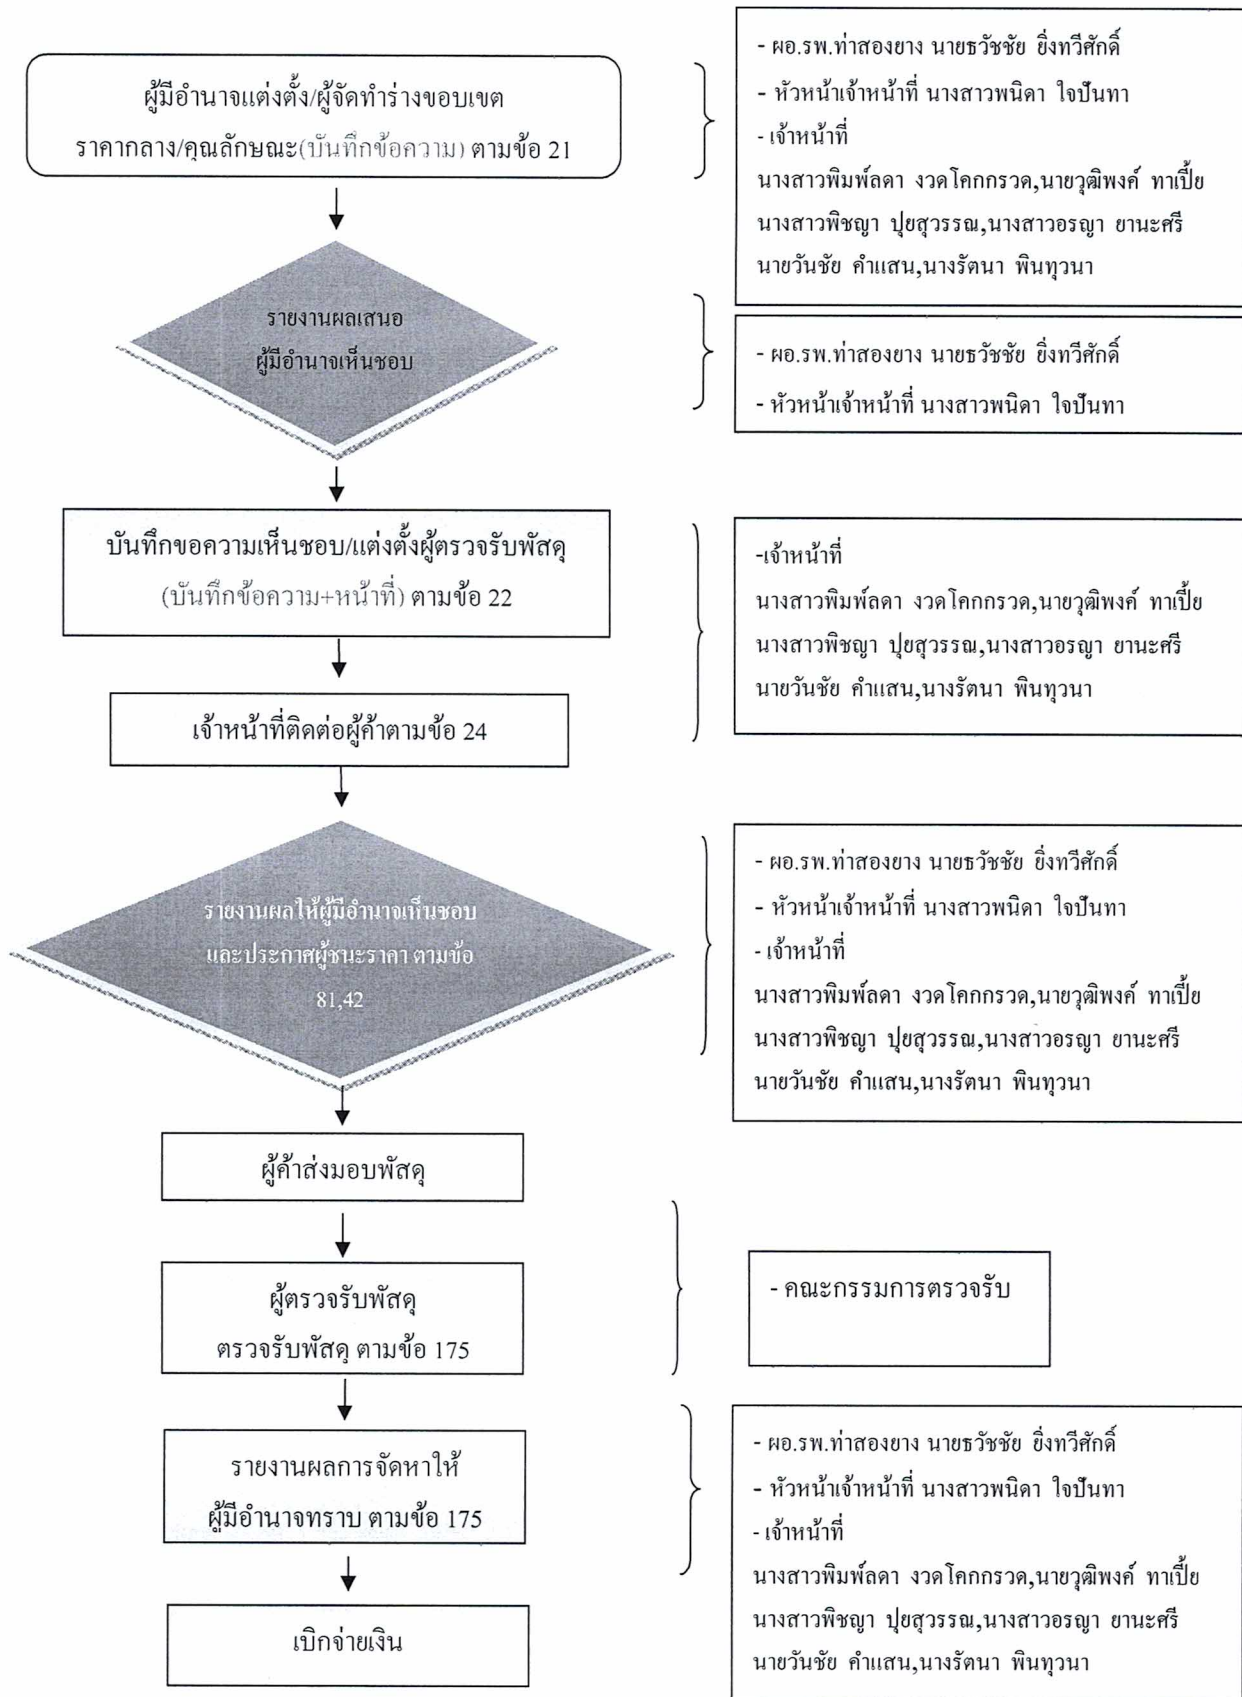 ผู้มีอำนาจแต่งตั้ง/ผู้จัดทำร่างขอบเขต
ราคากลาง/คุณลักษณะ(บันทึกข้อความ) ตามข้อ 21
- ผอ.รพ.ท่าสองยาง นายธวัชชัย ยิ่งทวีศักดิ์
- หัวหน้าเจ้าหน้าที่ นางสาวพนิดา ใจปันทา
- เจ้าหน้าที่
นางสาวพิมพ์ลดา งวดโคกกรวด,นายวุฒิพงค์ ทาเปี้ย
นางสาวพิชญา ปุยสุวรรณ,นางสาวอรญา ยานะศรี
นายวันชัย คำแสน,นางรัตนา พินทุวนา
รายงานผลเสนอ
ผู้มีอำนาจเห็นชอบ
- ผอ.รพ.ท่าสองยาง นายธวัชชัย ยิ่งทวีศักดิ์
- หัวหน้าเจ้าหน้าที่ นางสาวพนิดา ใจปันทา
บันทึกขอความเห็นชอบ/แต่งตั้งผู้ตรวจรับพัสดุ
(บันทึกข้อความ+หน้าที่) ตามข้อ 22
เจ้าหน้าที่ติดต่อผู้ค้าตามข้อ 24
-เจ้าหน้าที่
นางสาวพิมพ์ลดา งวดโคกกรวด,นายวุฒิพงค์ ทาเปี้ย
นางสาวพิชญา ปุยสุวรรณ,นางสาวอรญา ยานะศรี
นายวันชัย คำแสน,นางรัตนา พินทุวนา
รายงานผลให้ผู้มีอำนาจเห็นชอบ
และประกาศผู้ชนะราคา ตามข้อ
81,42
- ผอ.รพ.ท่าสองยาง นายธวัชชัย ยิ่งทวีศักดิ์
- หัวหน้าเจ้าหน้าที่ นางสาวพนิดา ใจปันทา
- เจ้าหน้าที่
นางสาวพิมพ์ลดา งวดโคกกรวด,นายวุฒิพงค์ ทาเปี้ย
นางสาวพิชญา ปุยสุวรรณ,นางสาวอรญา ยานะศรี
นายวันชัย คำแสน,นางรัตนา พินทุวนา
ผู้ค้าส่งมอบพัสดุ
ผู้ตรวจรับพัสดุ
ตรวจรับพัสดุ ตามข้อ 175
- คณะกรรมการตรวจรับ
รายงานผลการจัดหาให้
ผู้มีอำนาจทราบ ตามข้อ 175
เบิกจ่ายเงิน
- ผอ.รพ.ท่าสองยาง นายธวัชชัย ยิ่งทวีศักดิ์
- หัวหน้าเจ้าหน้าที่ นางสาวพนิดา ใจปันทา
- เจ้าหน้าที่
นางสาวพิมพ์ลดา งวดโคกกรวด,นายวุฒิพงค์ ทาเปี้ย
นางสาวพิชญา ปุยสุวรรณ,นางสาวอรญา ยานะศรี
นายวันชัย คำแสน,นางรัตนา พินทุวนา